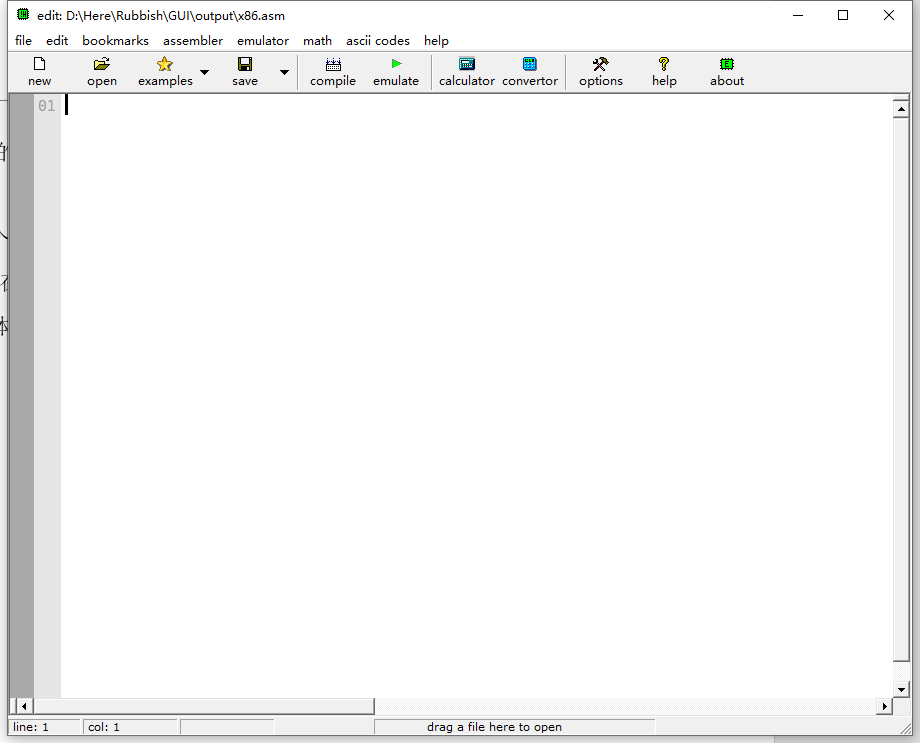 edit: D:\Here\Rubbish\GUI\output\x86.asm
file edit bookmarks assembler emulator math ascii codes help
new open examples save compile emulate calculator convertor options help about
01
line: 1 col: 1 drag a file here to open